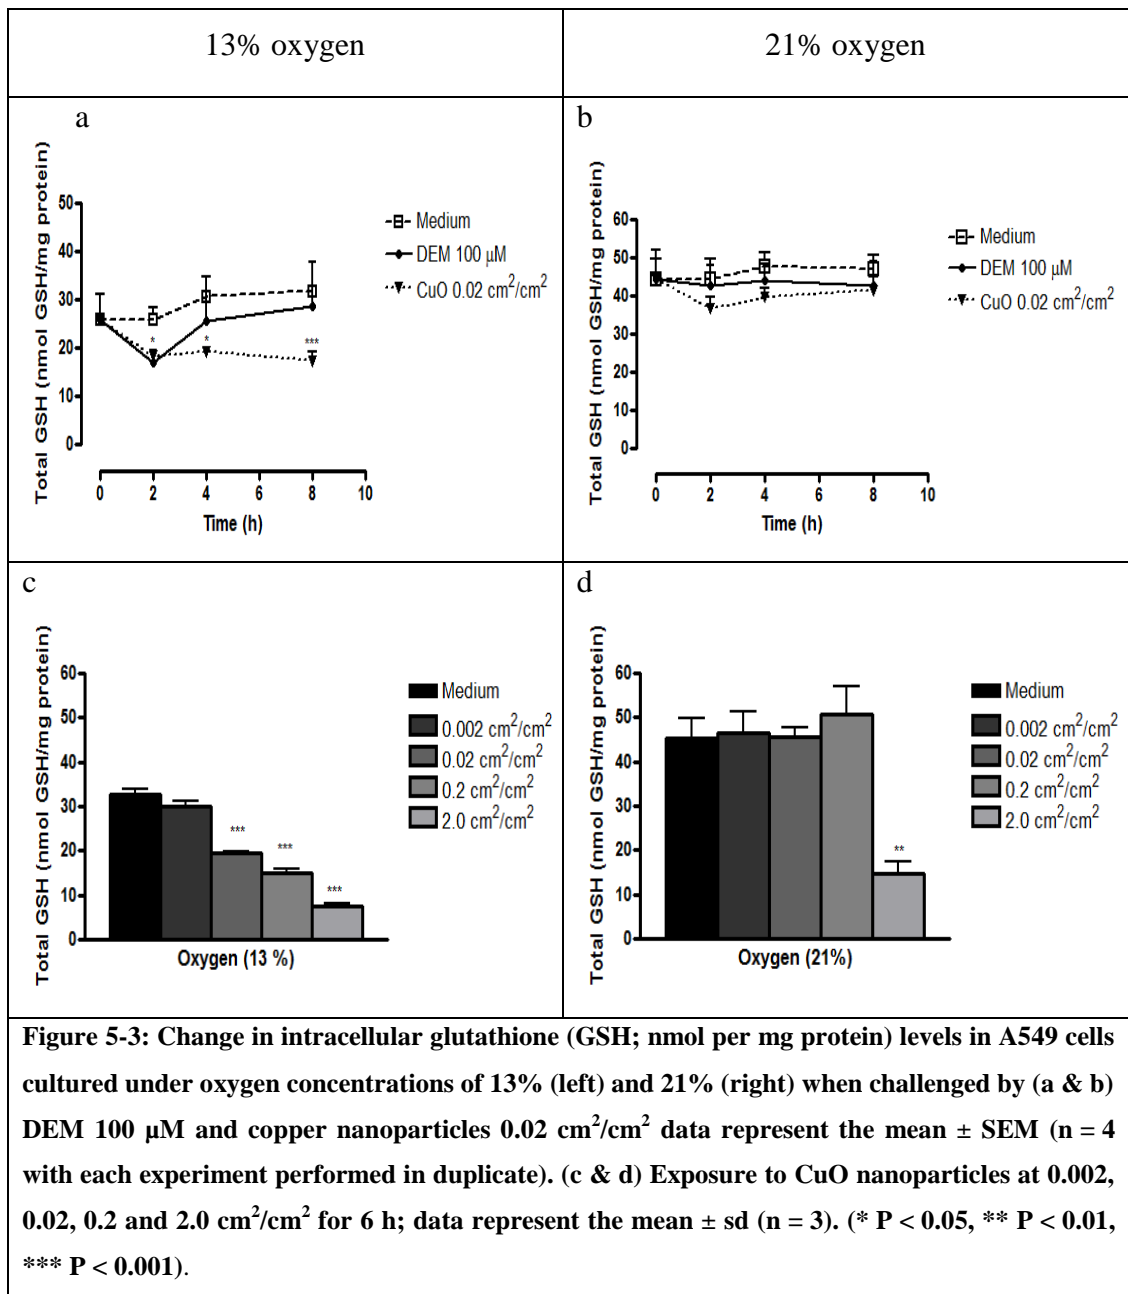 13% oxygen
21% oxygen
a
Total GSH (nmol GSH/mg protein)
50
40
30
20
10
0
* * ***
Medium
DEM 100 µM
CuO 0.02 cm²/cm²
0 2 4 6 8 10
Time (h)
b
Total GSH (nmol GSH/mg protein)
60
50
40
30
20
10
0
Medium
DEM 100 µM
CuO 0.02 cm²/cm²
0 2 4 6 8 10
Time (h)
c
Total GSH (nmol GSH/mg protein)
60
50
40
30
20
10
0
*** *** ***
Medium
0.002 cm²/cm²
0.02 cm²/cm²
0.2 cm²/cm²
2.0 cm²/cm²
Oxygen (13 %)
d
Total GSH (nmol GSH/mg protein)
60
50
40
30
20
10
0
**
Medium
0.002 cm²/cm²
0.02 cm²/cm²
0.2 cm²/cm²
2.0 cm²/cm²
Oxygen (21%)
Figure 5-3: Change in intracellular glutathione (GSH; nmol per mg protein) levels in A549 cells
cultured under oxygen concentrations of 13% (left) and 21% (right) when challenged by (a & b)
DEM 100 µM and copper nanoparticles 0.02 cm²/cm² data represent the mean ± SEM (n = 4
with each experiment performed in duplicate). (c & d) Exposure to CuO nanoparticles at 0.002,
0.02, 0.2 and 2.0 cm²/cm² for 6 h; data represent the mean ± sd (n = 3). (* P < 0.05, ** P < 0.01,
*** P < 0.001).